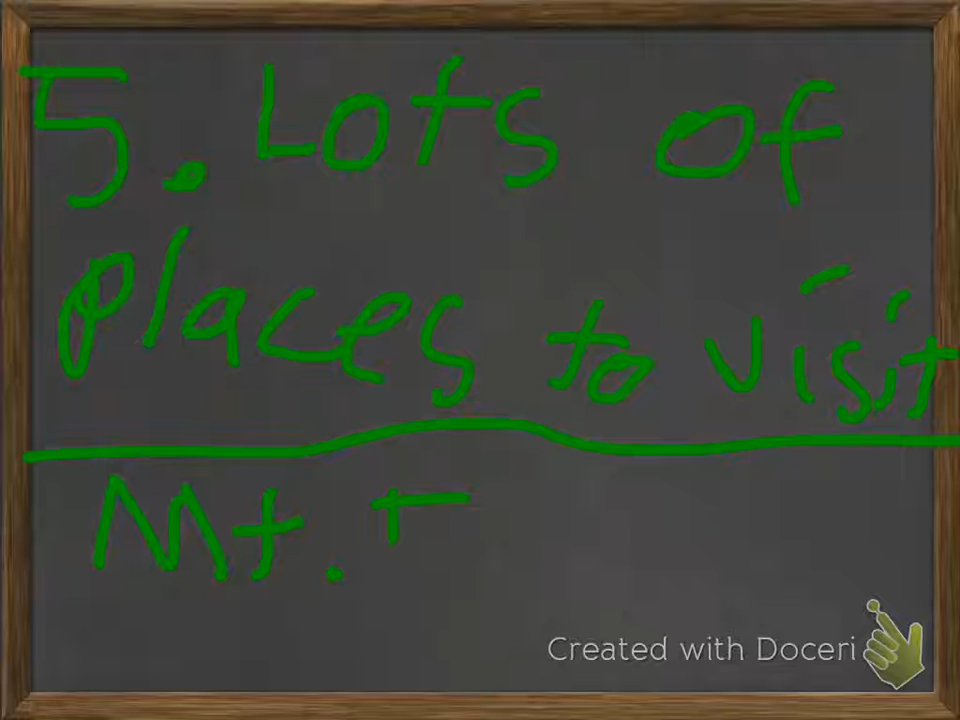 5. Lots of
places to visit
Mt.
Created with Doceri